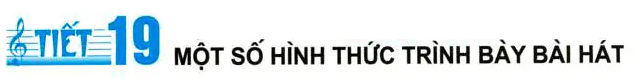 TIẾT 19 MỘT SỐ HÌNH THỨC TRÌNH BÀY BÀI HÁT